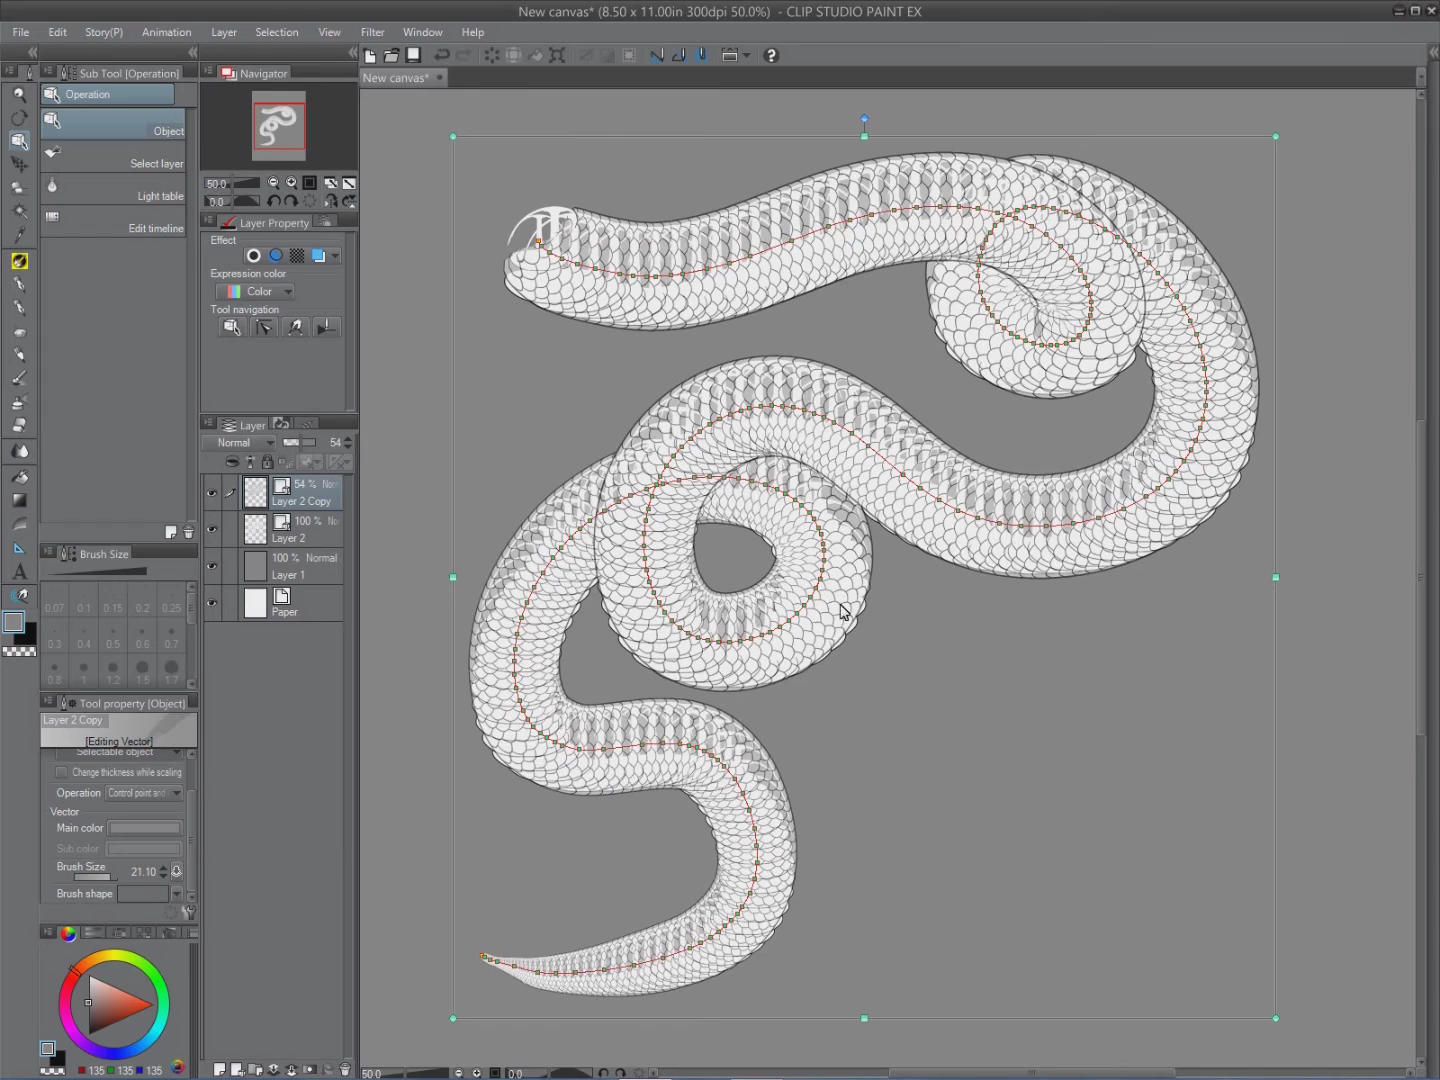 New canvas* (8.50 x 11.00in 300dpi 50.0%) - CLIP STUDIO PAINT EX
File Edit Story(P) Animation Layer Selection View Filter Window Help
Sub Tool [Operation]
Navigator
New canvas*
Operation
Object
Select layer
Light table
Edit timeline
50.0
0.0
Layer Property
Effect
Expression color
Color
Tool navigation
Layer
Normal 54
54 % Nor
Layer 2 Copy
100 % No
Layer 2
100 % Normal
Layer 1
Paper
Brush Size
0.07 0.1 0.15 0.2 0.25
0.3 0.4 0.5 0.6 0.7
0.8 1 1.2 1.5 1.7
Tool property [Object]
Layer 2 Copy
[Editing Vector]
Selectable object
Change thickness while scaling
Operation Control point and
Vector
Main color
Sub color
Brush Size 21.10
Brush shape
135 135 135
50.0 0.0